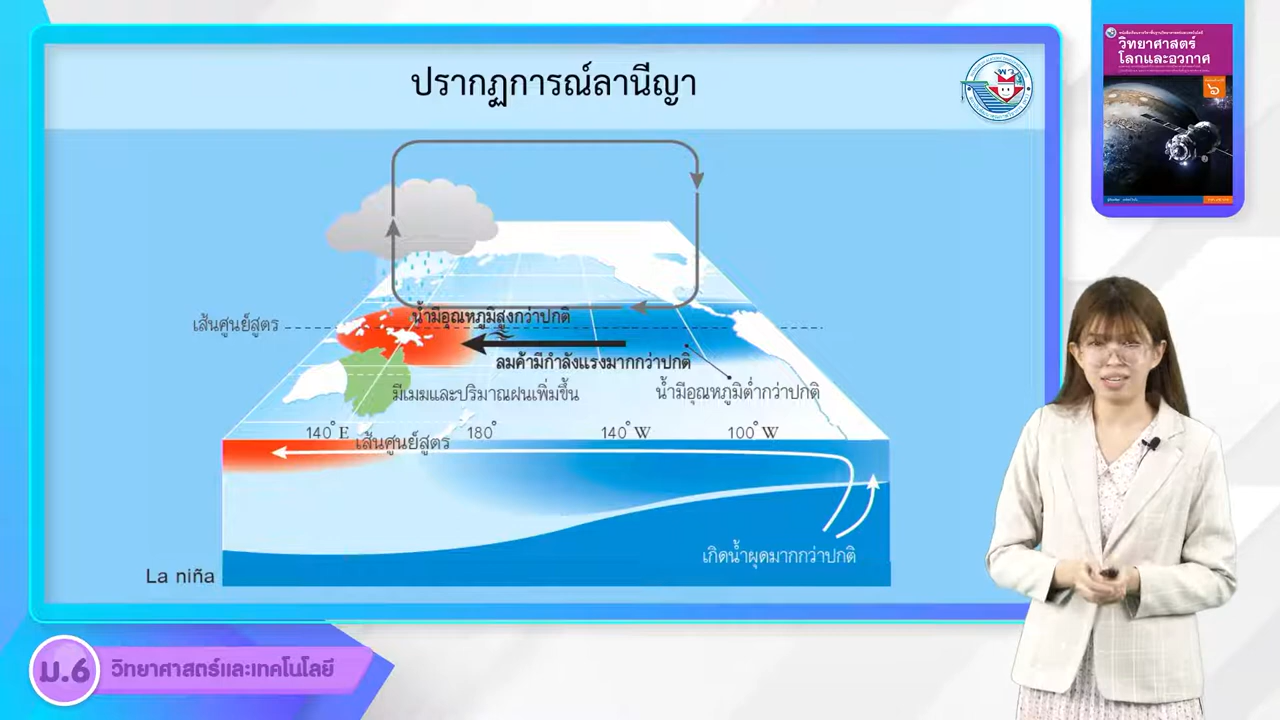 ปรากฏการณ์ลานีญา
พว
วิทยาศาสตร์
โลกและอวกาศ
๖
น้ำมีอุณหภูมิสูงกว่าปกติ
เส้นศูนย์สูตร
ลมค้ามีกำลังแรงมากกว่าปกติ
มีเมฆและปริมาณฝนเพิ่มขึ้น
น้ำมีอุณหภูมิต่ำกว่าปกติ
140° E
180°
140° W
100° W
เส้นศูนย์สูตร
เกิดน้ำผุดมากกว่าปกติ
La niña
ม.6
วิทยาศาสตร์และเทคโนโลยี